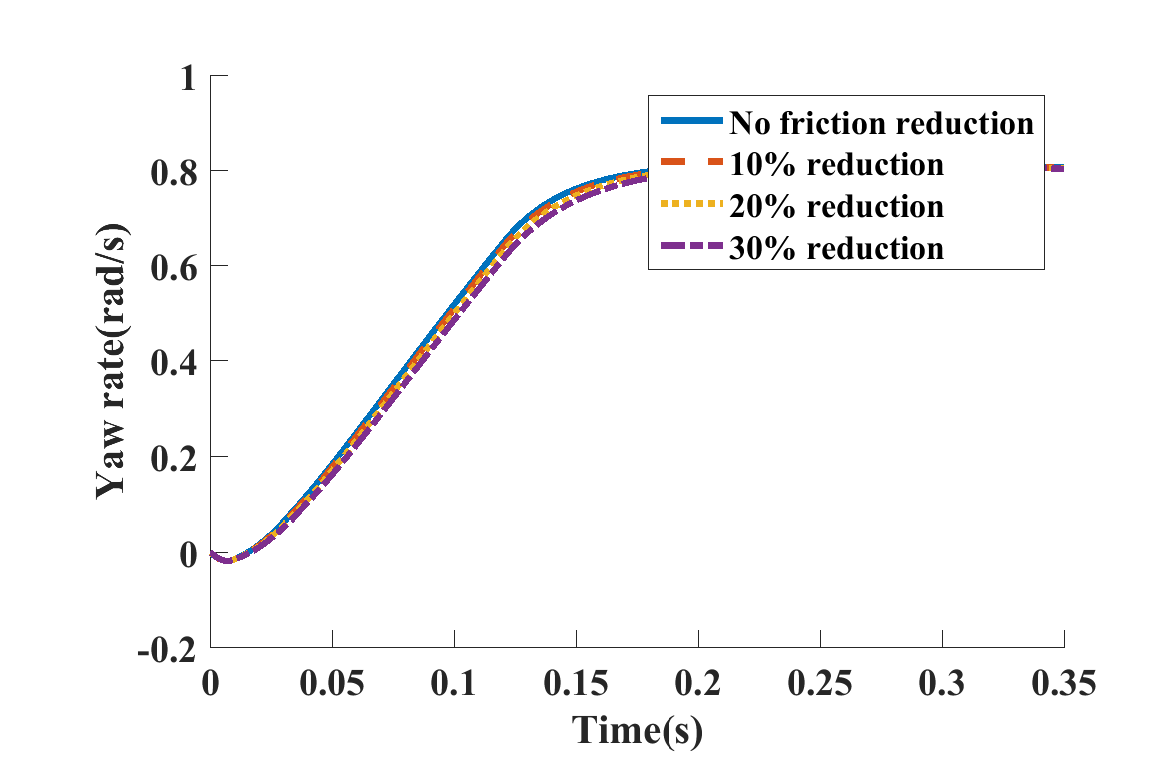 1
0.8
0.6
0.4
0.2
0
-0.2
Yaw rate(rad/s)
No friction reduction
10% reduction
20% reduction
30% reduction
0 0.05 0.1 0.15 0.2 0.25 0.3 0.35
Time(s)